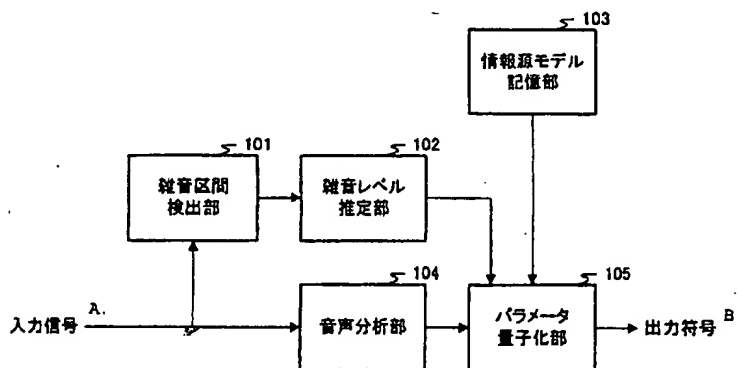 103
情報源モデル
記憶部
101
雑音区間
検出部
102
雑音レベル
推定部
104
音声分析部
105
パラメータ
量子化部
入力信号 A.
出力符号 B